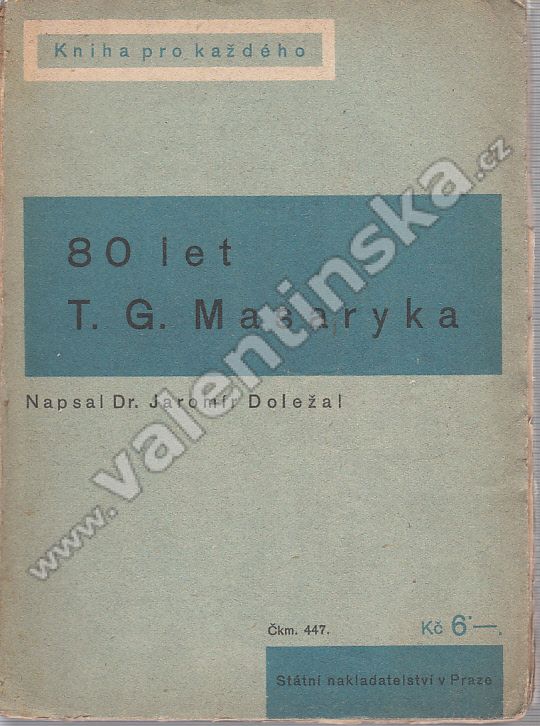 Kniha pro každého
80 let
T. G. Masaryka
Napsal Dr. Jaromír Doležal
www.valentinska.cz
Čkm. 447.
Kč 6·—.
Státní nakladatelství v Praze